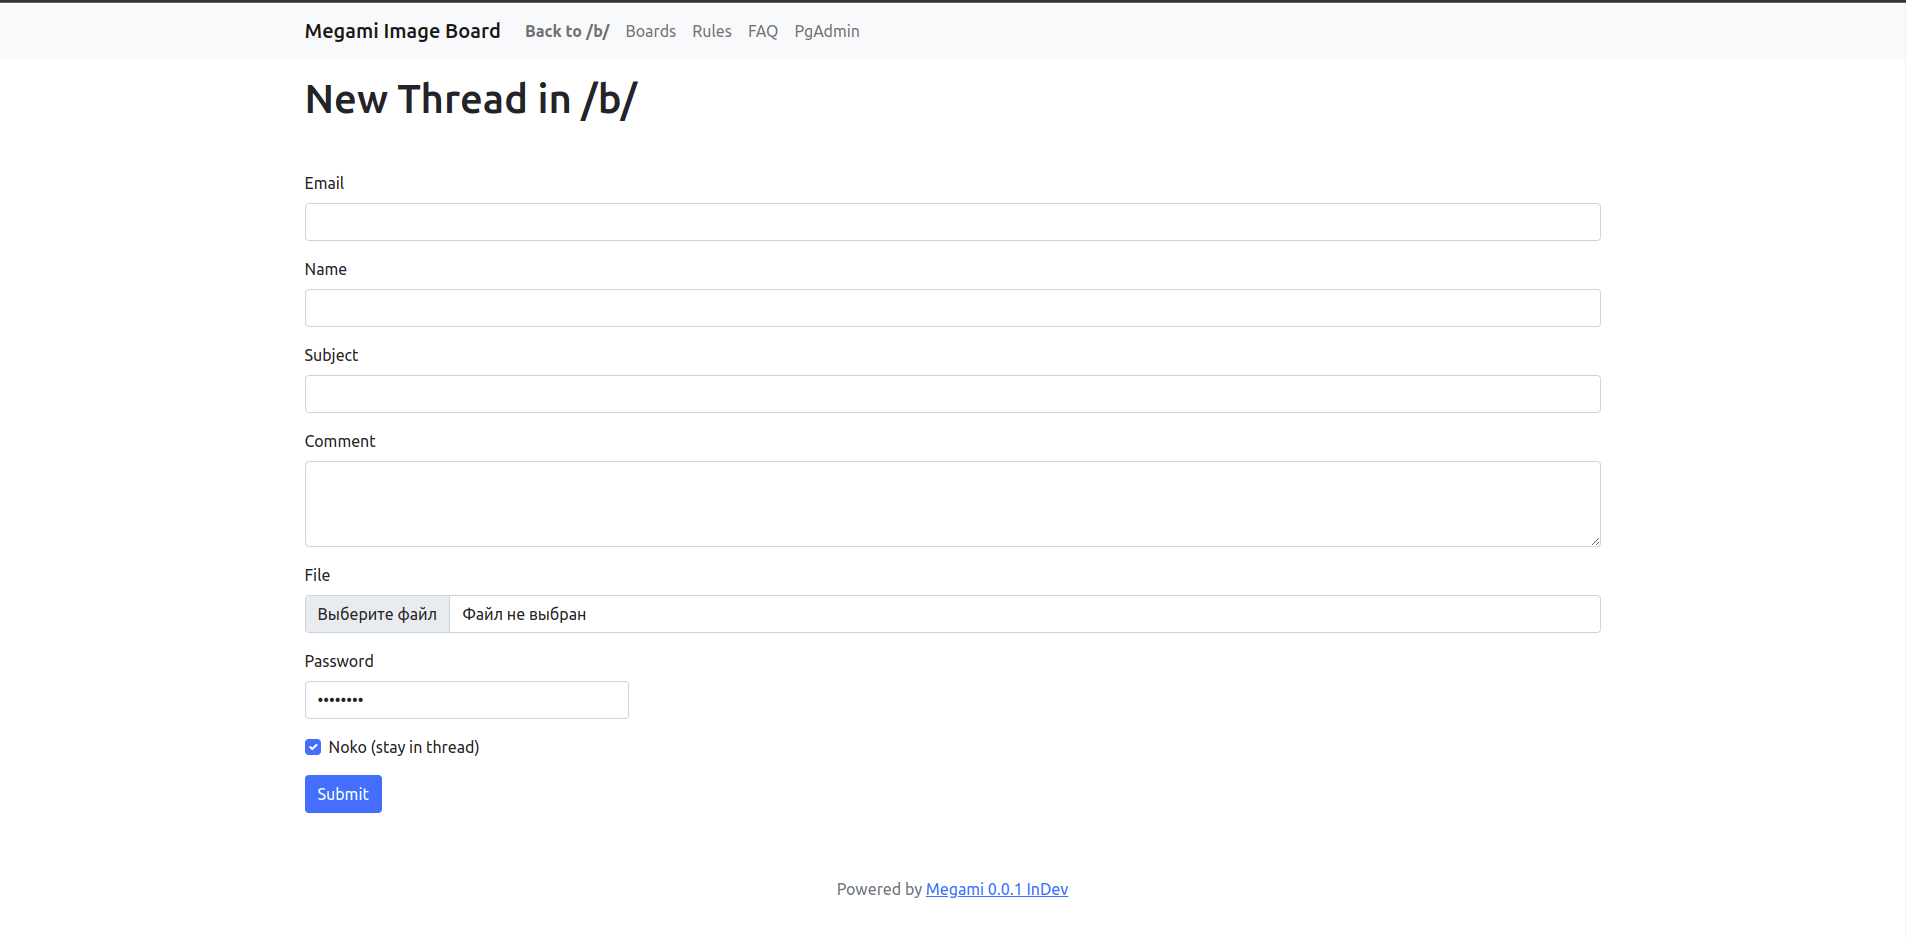 Megami Image Board Back to /b/ Boards Rules FAQ PgAdmin
New Thread in /b/
Email
Name
Subject
Comment
File
Выберите файл Файл не выбран
Password
••••••••
Noko (stay in thread)
Submit
Powered by Megami 0.0.1 InDev